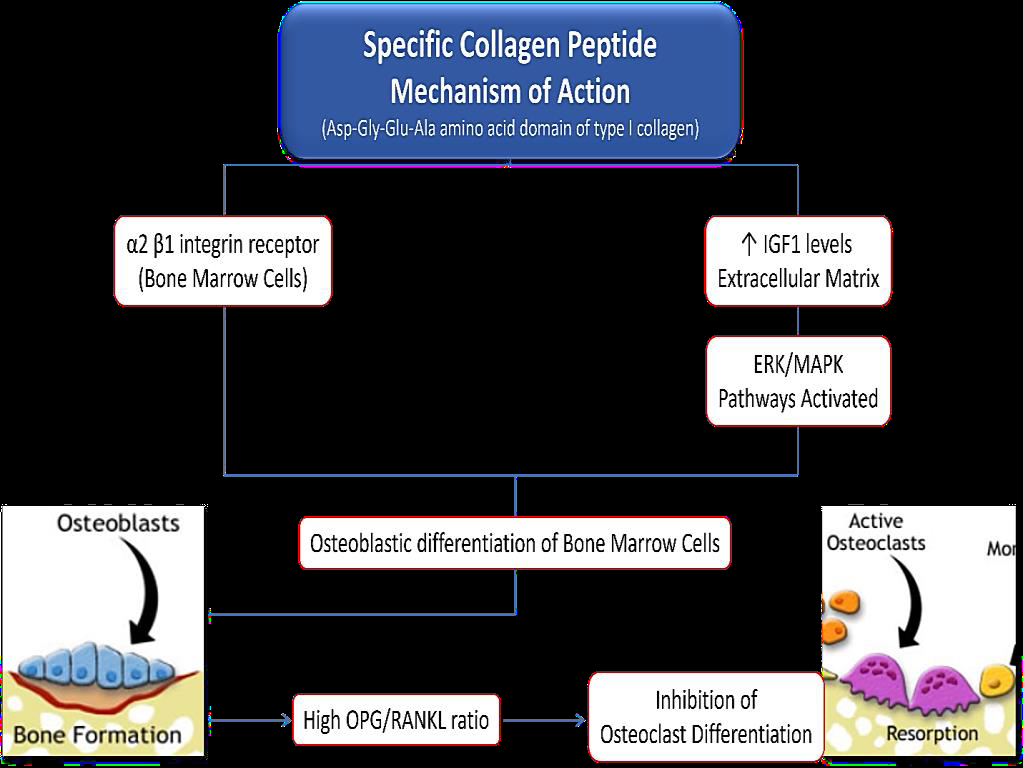 Specific Collagen Peptide
Mechanism of Action
(Asp-Gly-Glu-Ala amino acid domain of type I collagen)
α2 β1 integrin receptor
(Bone Marrow Cells)
↑ IGF1 levels
Extracellular Matrix
ERK/MAPK
Pathways Activated
Osteoblastic differentiation of Bone Marrow Cells
Osteoblasts
Bone Formation
High OPG/RANKL ratio
Inhibition of
Osteoclast Differentiation
Active
Osteoclasts
Mor
Resorption